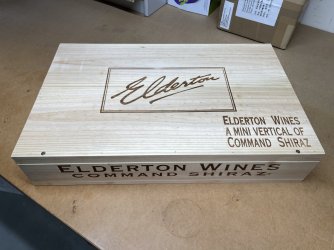 Elderton
ELDERTON WINES
A MINI VERTICAL OF
COMMAND SHIRAZ
ELDERTON WINES
COMMAND SHIRAZ